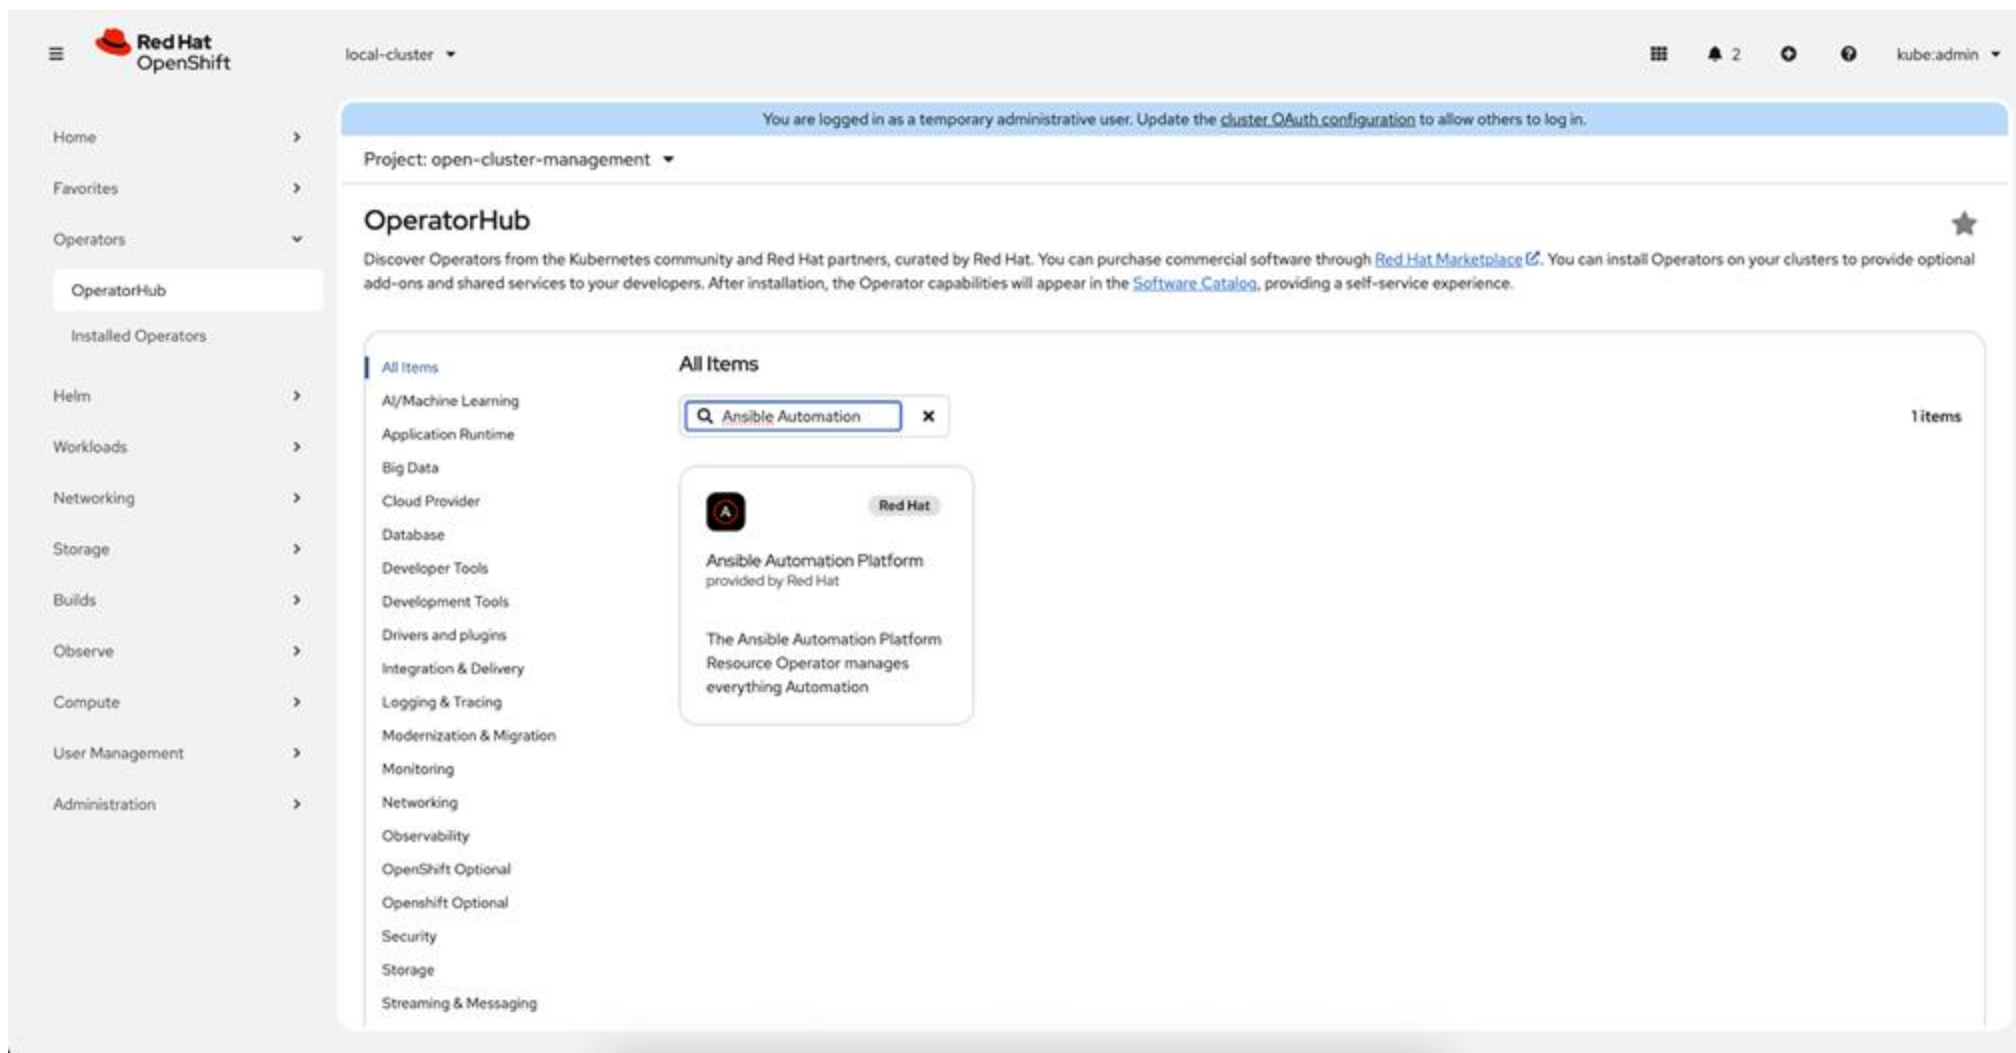 Red Hat
OpenShift
local-cluster
2
kube:admin
Home
Favorites
Operators
OperatorHub
Installed Operators
Helm
Workloads
Networking
Storage
Builds
Observe
Compute
User Management
Administration
You are logged in as a temporary administrative user. Update the cluster OAuth configuration to allow others to log in.
Project: open-cluster-management
OperatorHub
Discover Operators from the Kubernetes community and Red Hat partners, curated by Red Hat. You can purchase commercial software through Red Hat Marketplace. You can install Operators on your clusters to provide optional
add-ons and shared services to your developers. After installation, the Operator capabilities will appear in the Software Catalog, providing a self-service experience.
All Items
AI/Machine Learning
Application Runtime
Big Data
Cloud Provider
Database
Developer Tools
Development Tools
Drivers and plugins
Integration & Delivery
Logging & Tracing
Modernization & Migration
Monitoring
Networking
Observability
OpenShift Optional
Openshift Optional
Security
Storage
Streaming & Messaging
All Items
Ansible Automation
1 items
A
Red Hat
Ansible Automation Platform
provided by Red Hat
The Ansible Automation Platform
Resource Operator manages
everything Automation